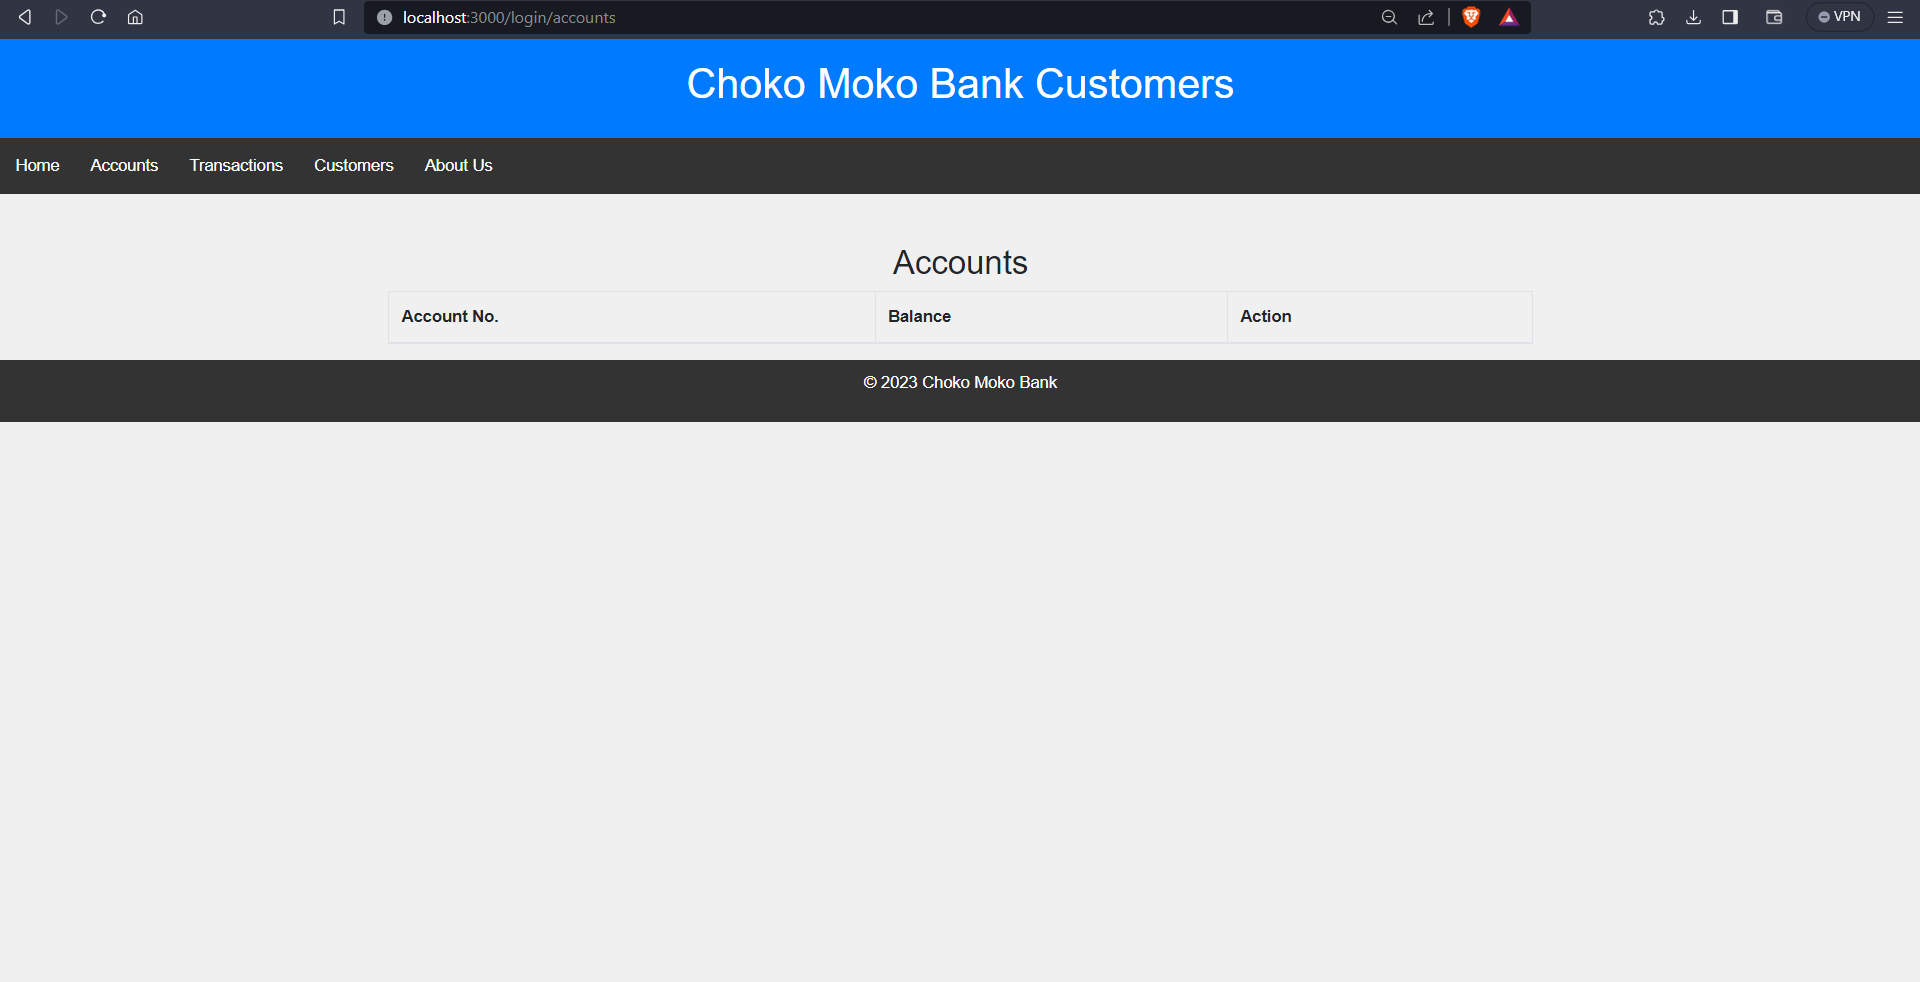 localhost:3000/login/accounts
VPN
Choko Moko Bank Customers
Home Accounts Transactions Customers About Us
Accounts
Account No. Balance Action
© 2023 Choko Moko Bank